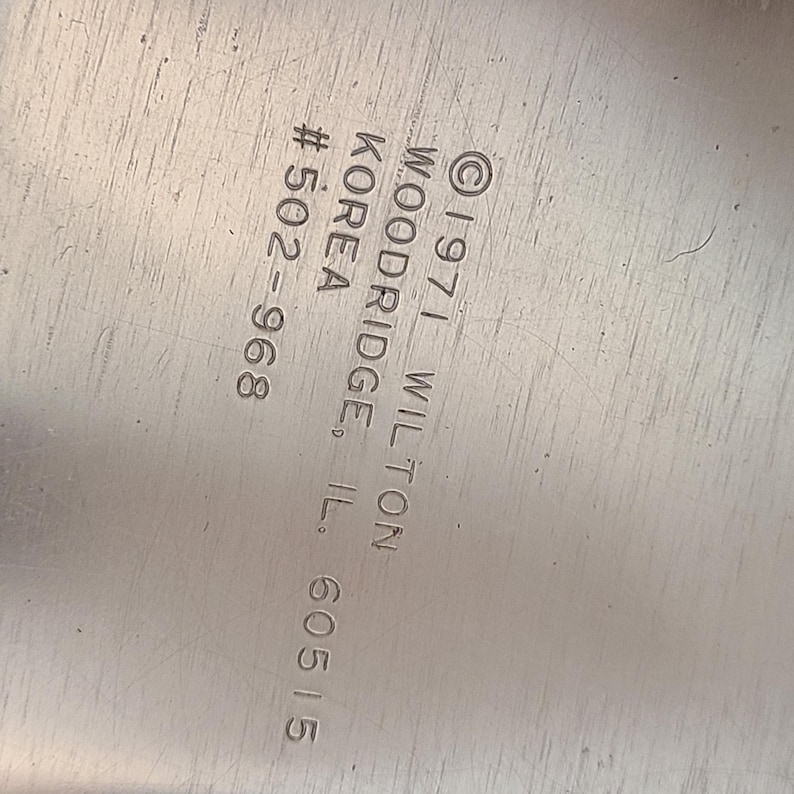 ©1971 WILTON
WOODRIDGE, IL. 60515
KOREA
#502-968